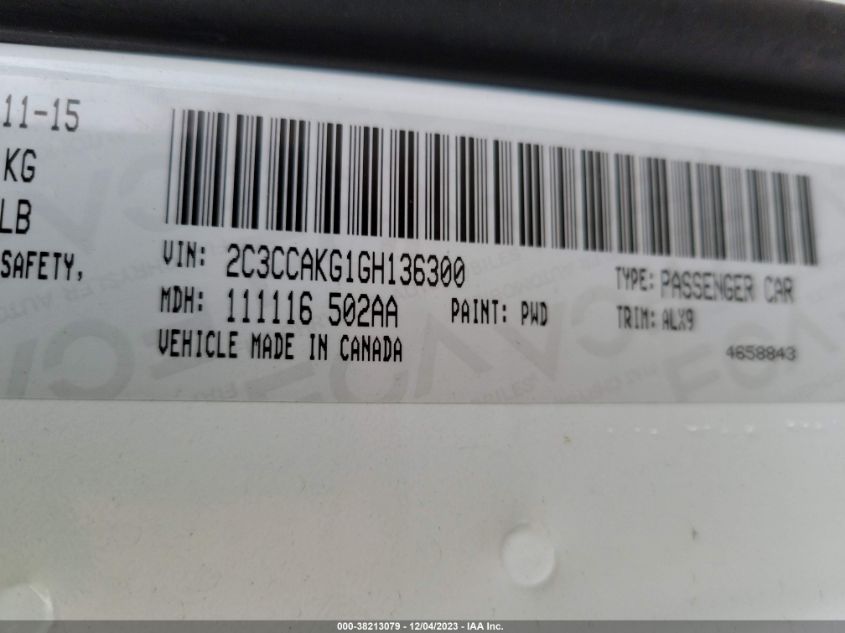 11-15
KG
LB
SAFETY,
VIN: 2C3CCAKG1GH136300
TYPE: PASSENGER CAR
MDH: 111116 502AA PAINT: PWD
TRIM: ALX9
VEHICLE MADE IN CANADA
4658843
000-38213079 - 12/04/2023 - IAA Inc.